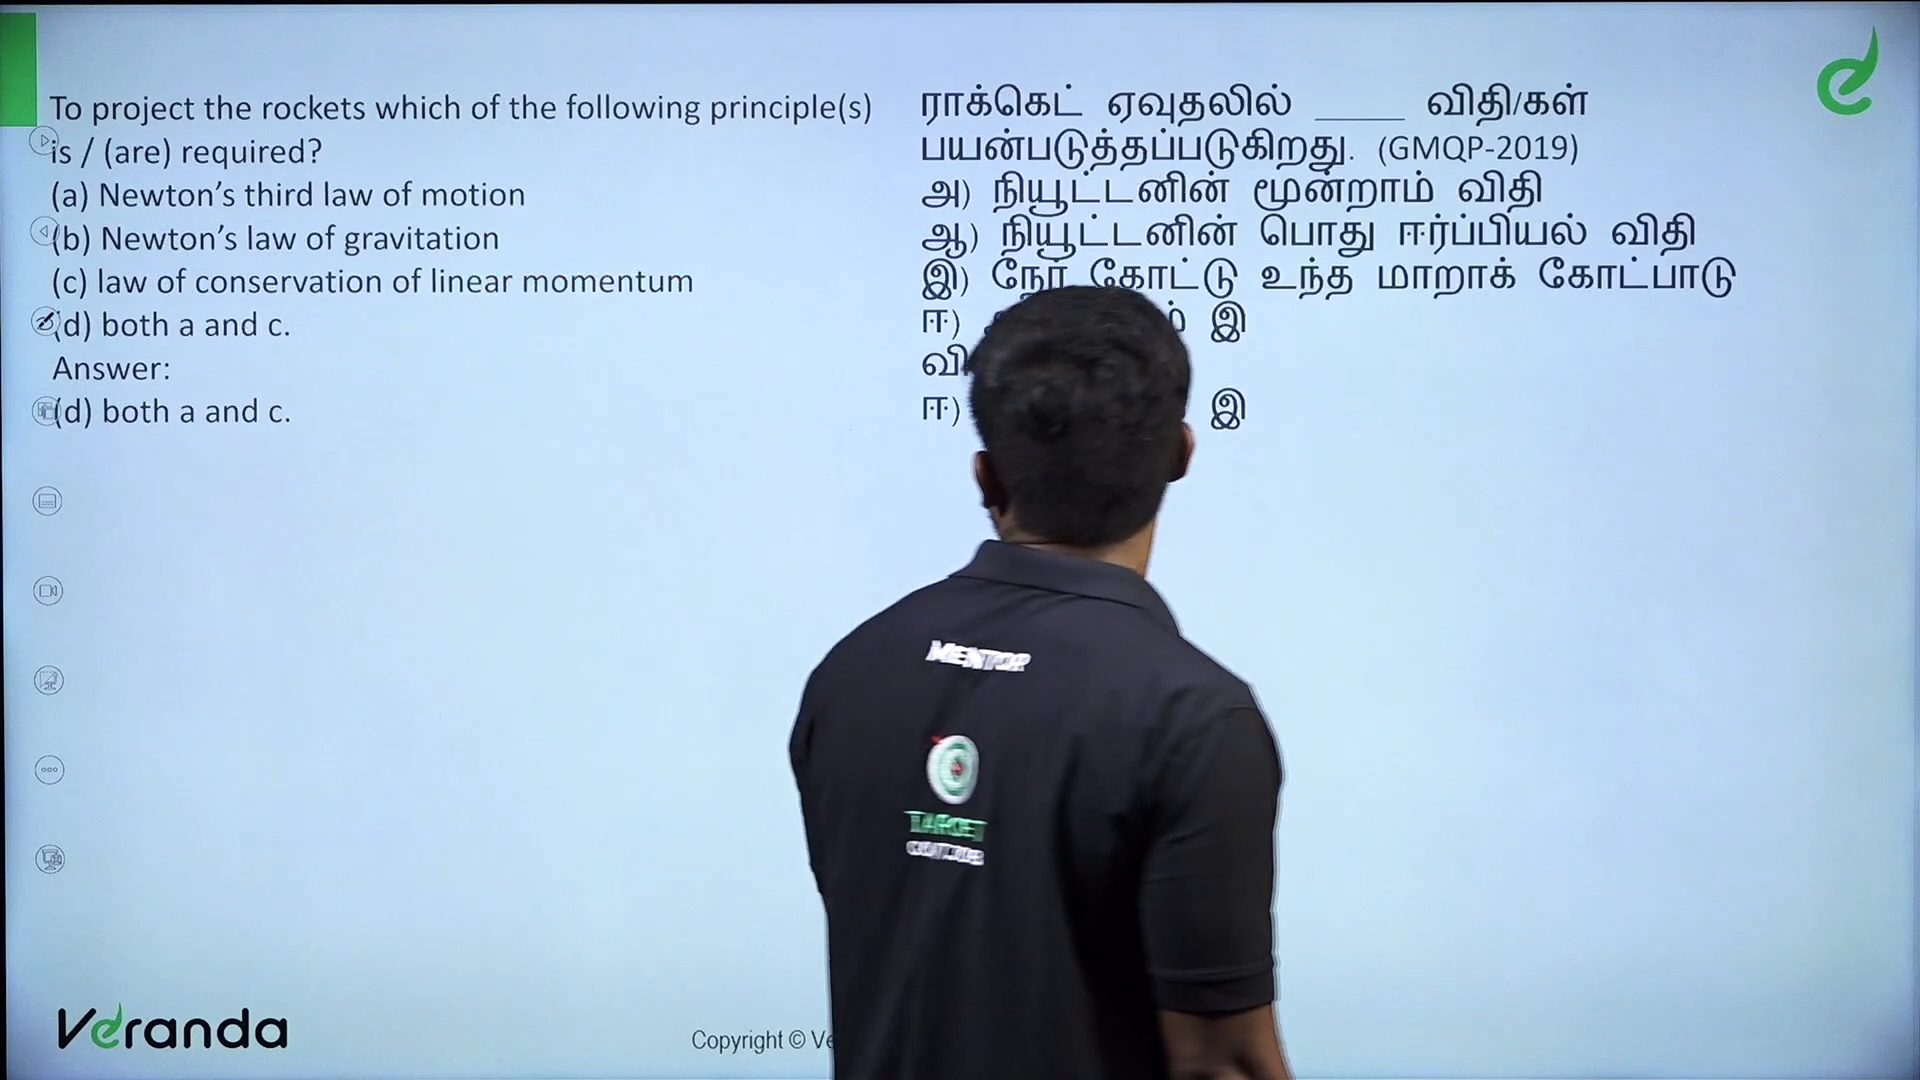 To project the rockets which of the following principle(s)
is / (are) required?
(a) Newton’s third law of motion
(b) Newton’s law of gravitation
(c) law of conservation of linear momentum
(d) both a and c.
Answer:
(d) both a and c.
ராக்கெட் ஏவுதலில் _____ விதி/கள்
பயன்படுத்தப்படுகிறது. (GMQP-2019)
அ) நியூட்டனின் மூன்றாம் விதி
ஆ) நியூட்டனின் பொது ஈர்ப்பியல் விதி
இ) நேர் கோட்டு உந்த மாறாக் கோட்பாடு
ஈ) இ
ஈ) இ
MENTOR
TARGET
Veranda
Copyright ©